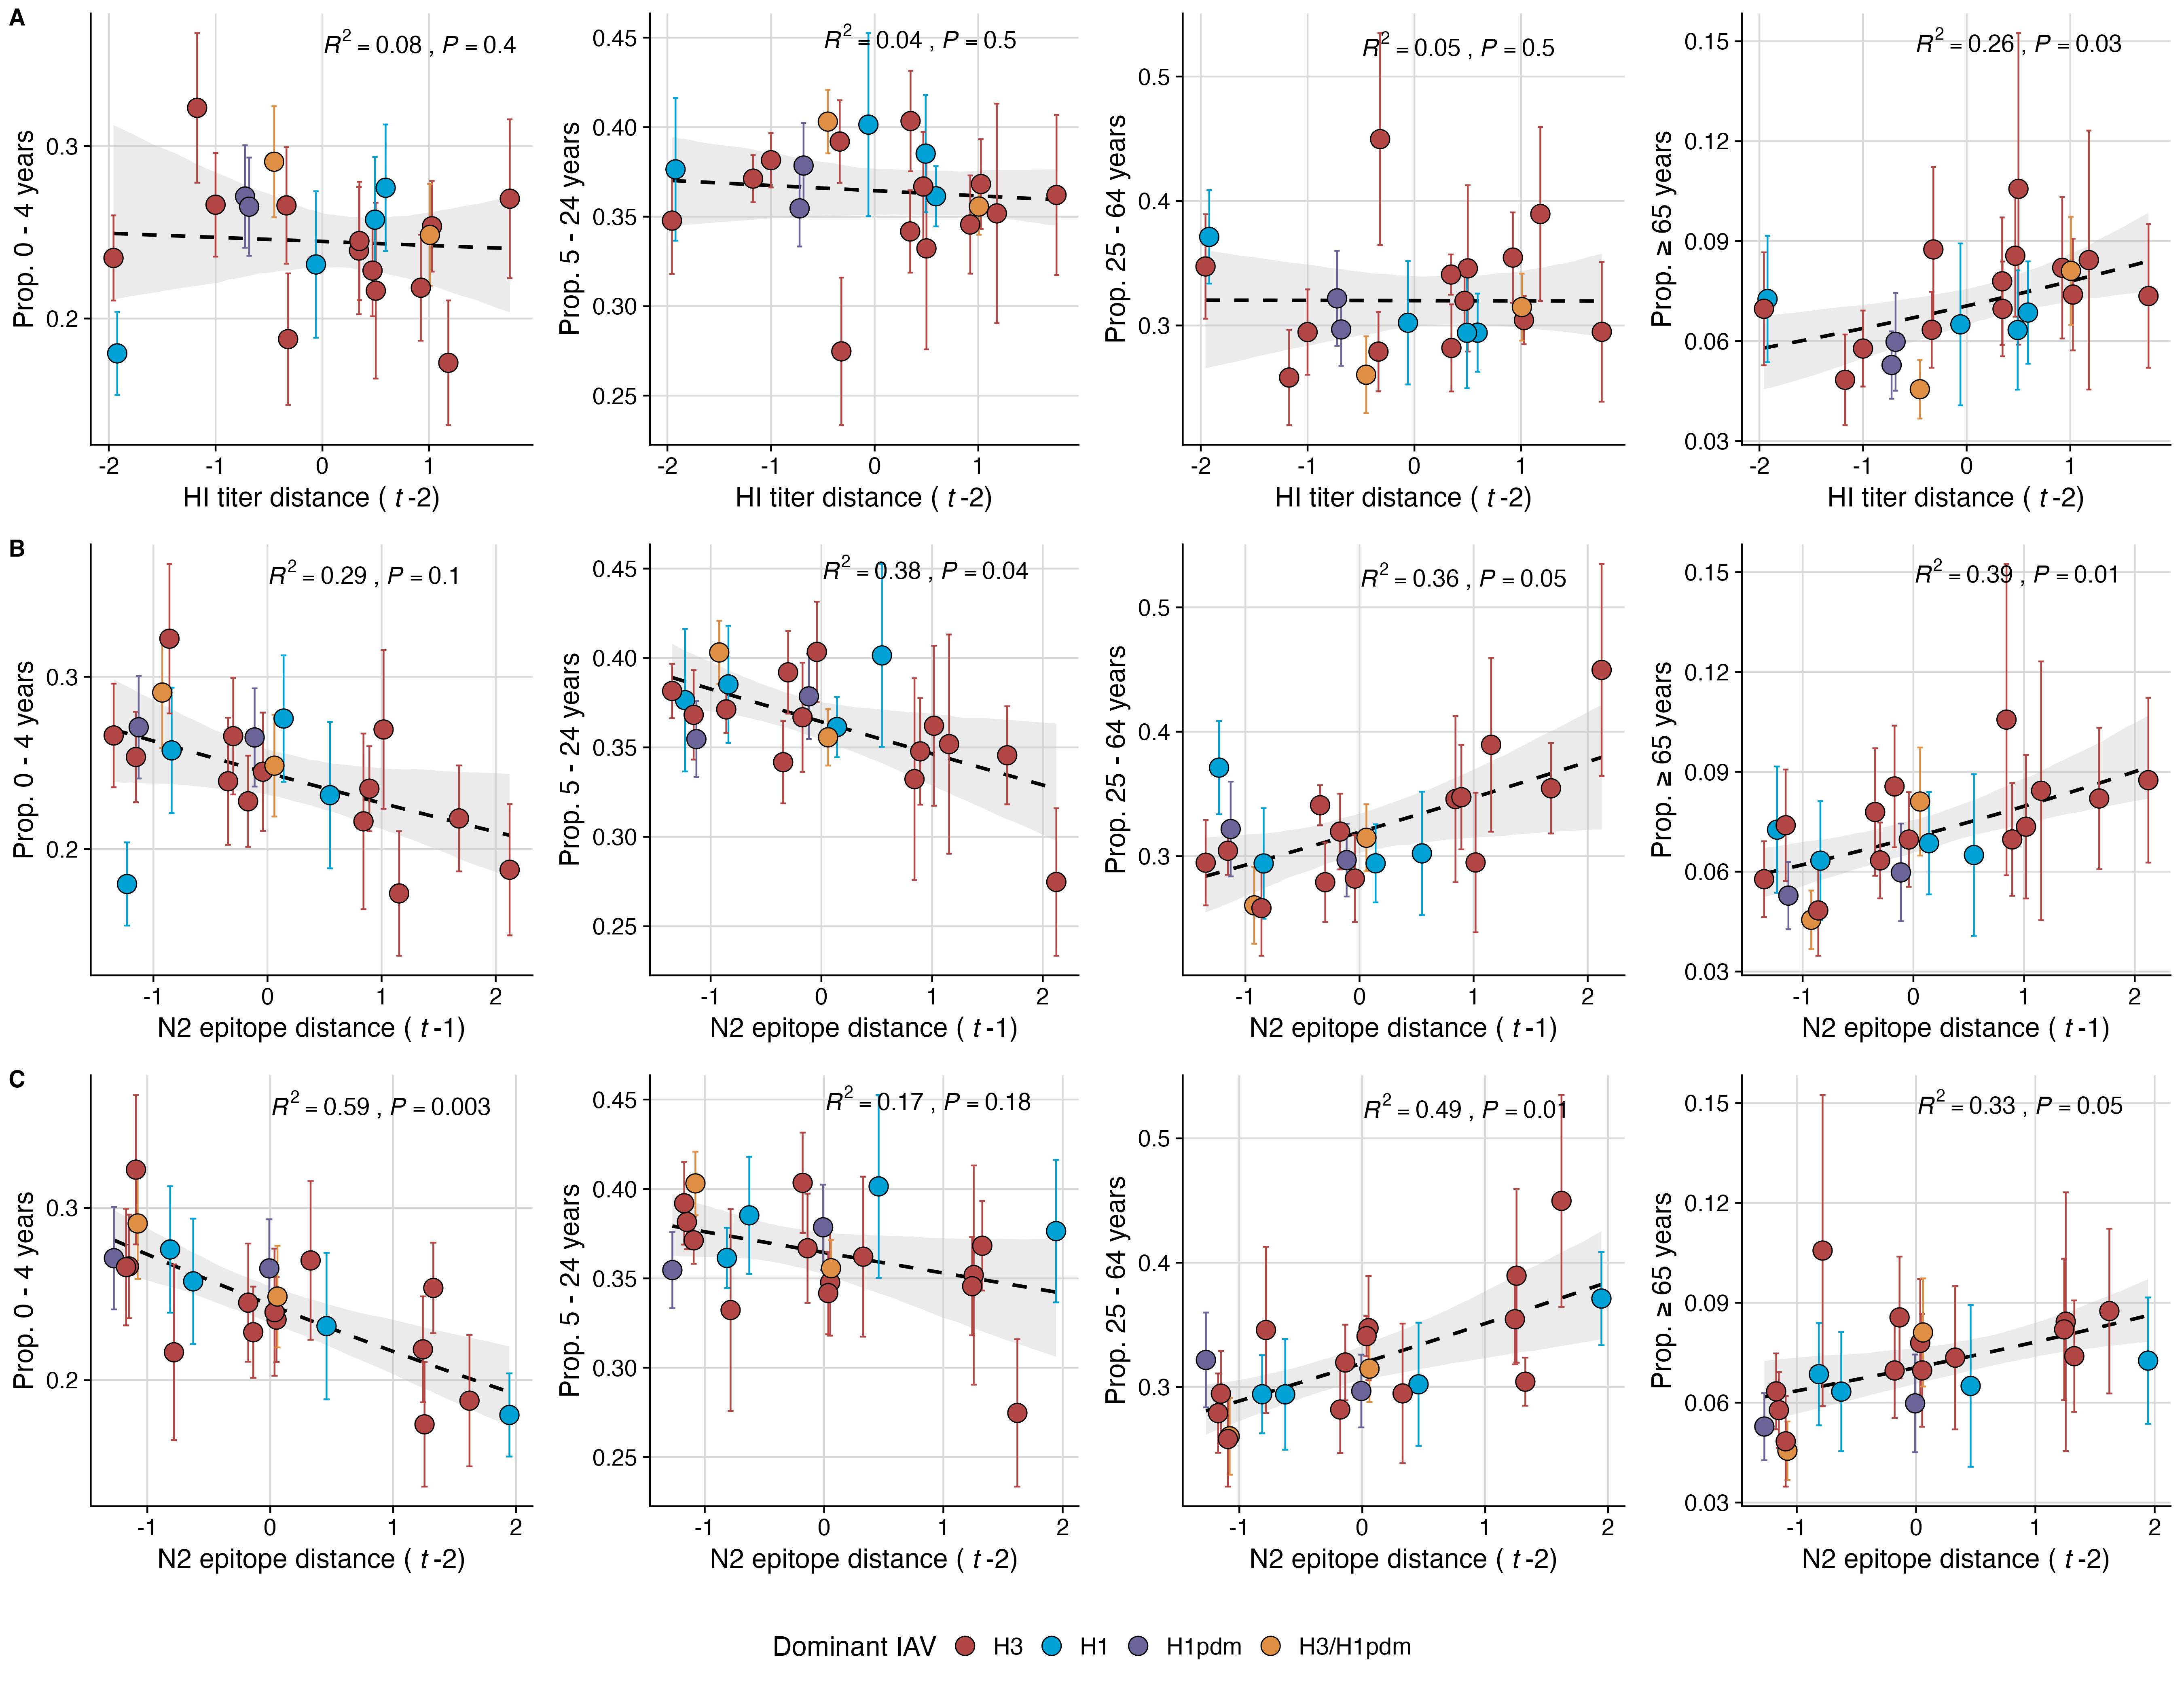 A
R² = 0.08 , P = 0.4
R² = 0.04 , P = 0.5
R² = 0.05 , P = 0.5
R² = 0.26 , P = 0.03
Prop. 0 - 4 years
0.3
0.2
-2 -1 0 1
HI titer distance ( t -2)
Prop. 5 - 24 years
0.45
0.40
0.35
0.30
0.25
-2 -1 0 1
HI titer distance ( t -2)
Prop. 25 - 64 years
0.5
0.4
0.3
-2 -1 0 1
HI titer distance ( t -2)
Prop. ≥ 65 years
0.15
0.12
0.09
0.06
0.03
-2 -1 0 1
HI titer distance ( t -2)
B
R² = 0.29 , P = 0.1
R² = 0.38 , P = 0.04
R² = 0.36 , P = 0.05
R² = 0.39 , P = 0.01
Prop. 0 - 4 years
0.3
0.2
-1 0 1 2
N2 epitope distance ( t -1)
Prop. 5 - 24 years
0.45
0.40
0.35
0.30
0.25
-1 0 1 2
N2 epitope distance ( t -1)
Prop. 25 - 64 years
0.5
0.4
0.3
-1 0 1 2
N2 epitope distance ( t -1)
Prop. ≥ 65 years
0.15
0.12
0.09
0.06
0.03
-1 0 1 2
N2 epitope distance ( t -1)
C
R² = 0.59 , P = 0.003
R² = 0.17 , P = 0.18
R² = 0.49 , P = 0.01
R² = 0.33 , P = 0.05
Prop. 0 - 4 years
0.3
0.2
-1 0 1 2
N2 epitope distance ( t -2)
Prop. 5 - 24 years
0.45
0.40
0.35
0.30
0.25
-1 0 1 2
N2 epitope distance ( t -2)
Prop. 25 - 64 years
0.5
0.4
0.3
-1 0 1 2
N2 epitope distance ( t -2)
Prop. ≥ 65 years
0.15
0.12
0.09
0.06
0.03
-1 0 1 2
N2 epitope distance ( t -2)
Dominant IAV H3 H1 H1pdm H3/H1pdm